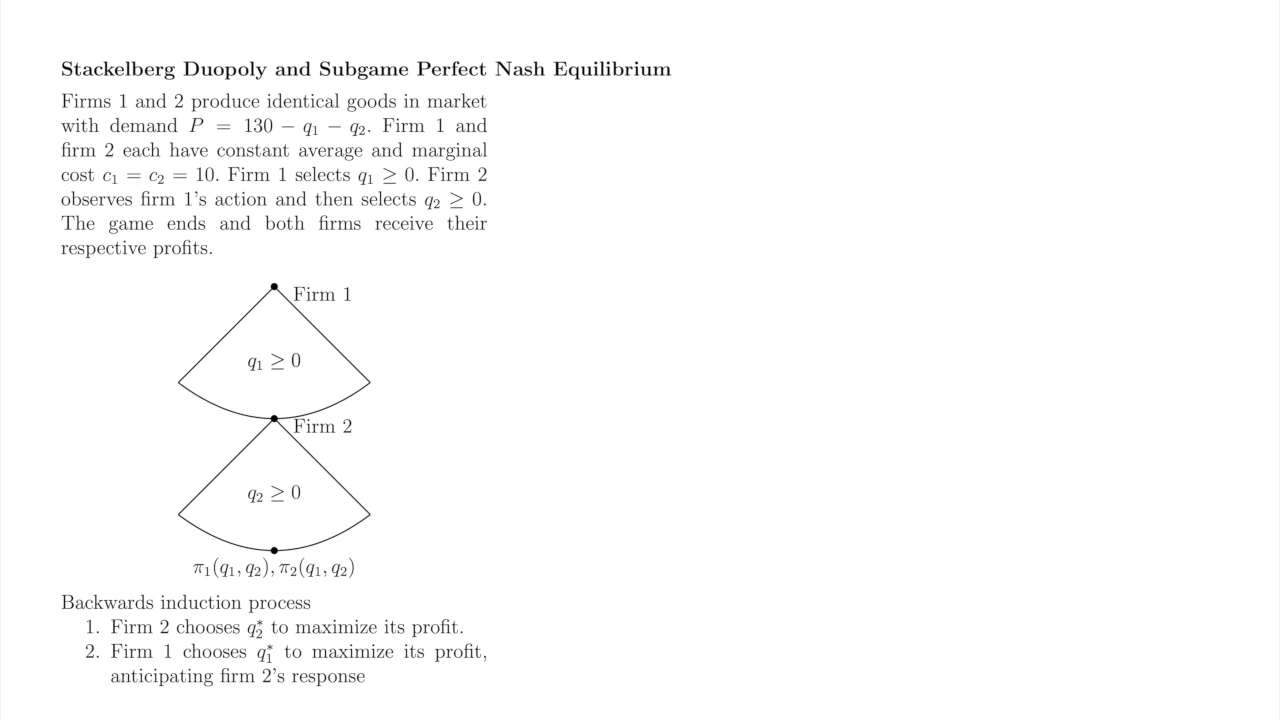 Stackelberg Duopoly and Subgame Perfect Nash Equilibrium
Firms 1 and 2 produce identical goods in market
with demand P = 130 − q₁ − q₂. Firm 1 and
firm 2 each have constant average and marginal
cost c₁ = c₂ = 10. Firm 1 selects q₁ ≥ 0. Firm 2
observes firm 1's action and then selects q₂ ≥ 0.
The game ends and both firms receive their
respective profits.
Firm 1
q₁ ≥ 0
Firm 2
q₂ ≥ 0
π₁(q₁, q₂), π₂(q₁, q₂)
Backwards induction process
1. Firm 2 chooses q₂* to maximize its profit.
2. Firm 1 chooses q₁* to maximize its profit,
anticipating firm 2's response